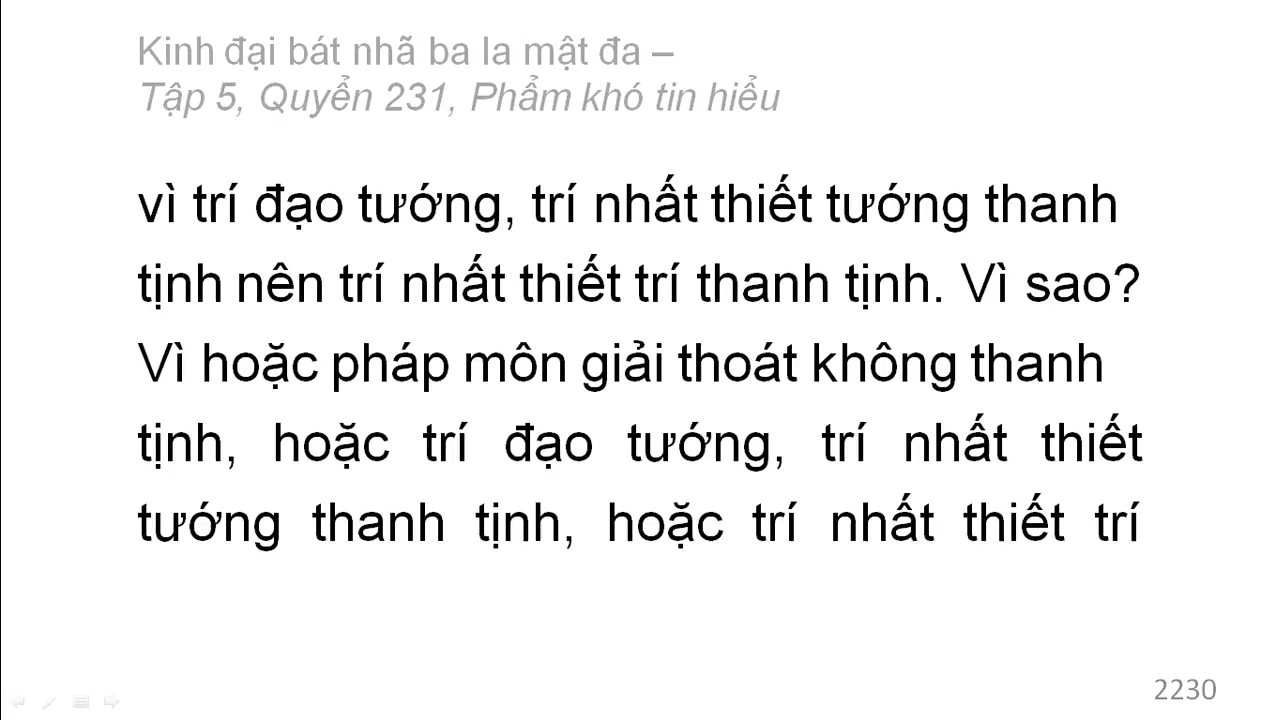 Kinh đại bát nhã ba la mật đa –
Tập 5, Quyển 231, Phẩm khó tin hiểu
vì trí đạo tướng, trí nhất thiết tướng thanh
tịnh nên trí nhất thiết trí thanh tịnh. Vì sao?
Vì hoặc pháp môn giải thoát không thanh
tịnh, hoặc trí đạo tướng, trí nhất thiết
tướng thanh tịnh, hoặc trí nhất thiết trí
2230